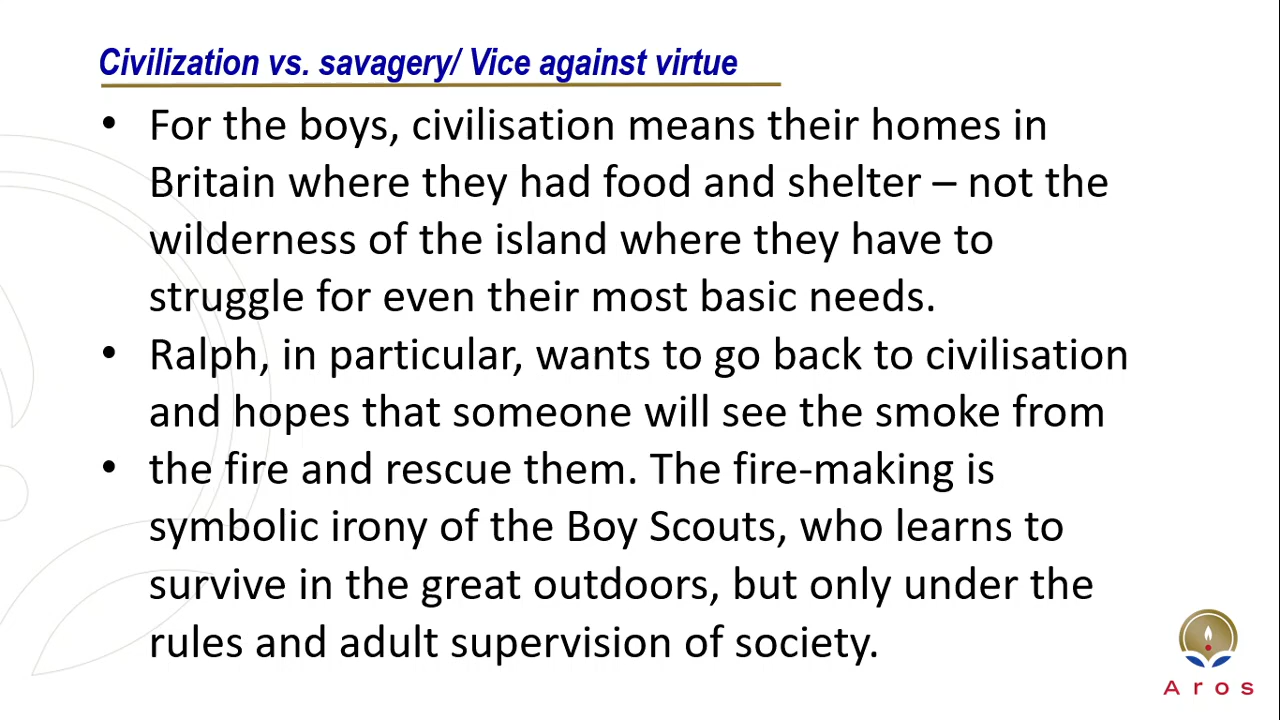 Civilization vs. savagery/ Vice against virtue
• For the boys, civilisation means their homes in
Britain where they had food and shelter – not the
wilderness of the island where they have to
struggle for even their most basic needs.
• Ralph, in particular, wants to go back to civilisation
and hopes that someone will see the smoke from
• the fire and rescue them. The fire-making is
symbolic irony of the Boy Scouts, who learns to
survive in the great outdoors, but only under the
rules and adult supervision of society.
Aros